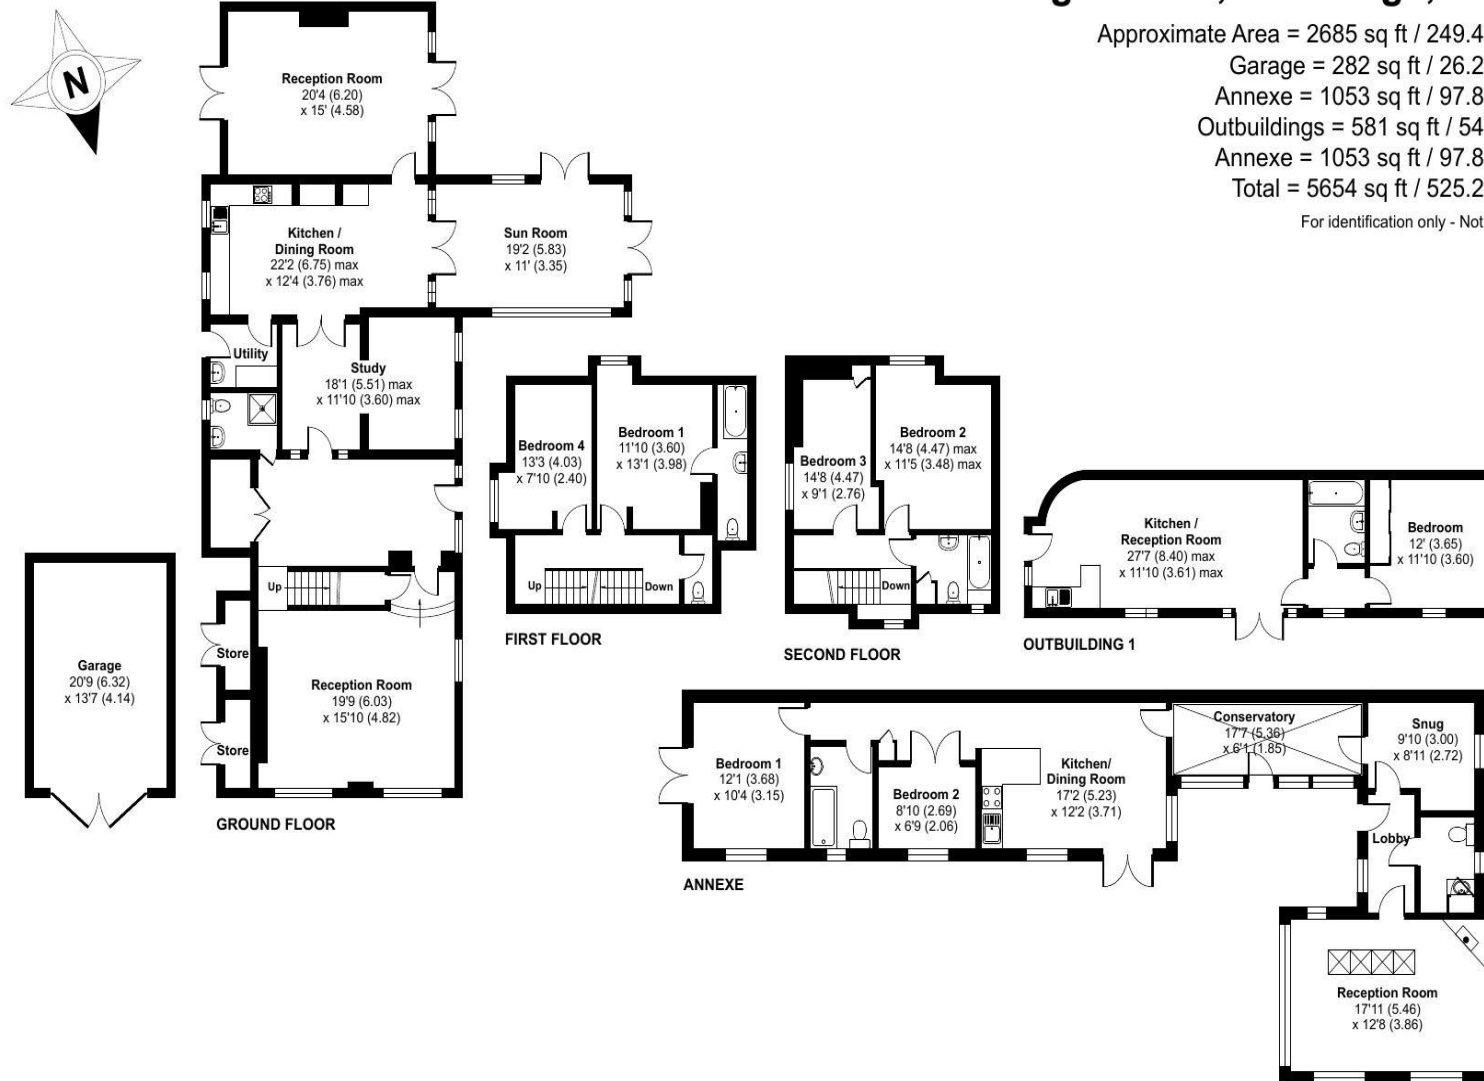 Approximate Area = 2685 sq ft / 249.4
Garage = 282 sq ft / 26.2
Annexe = 1053 sq ft / 97.8
Outbuildings = 581 sq ft / 54
Annexe = 1053 sq ft / 97.8
Total = 5654 sq ft / 525.2
For identification only - Not
N
Reception Room
20'4 (6.20)
x 15' (4.58)
Kitchen /
Dining Room
22'2 (6.75) max
x 12'4 (3.76) max
Sun Room
19'2 (5.83)
x 11' (3.35)
Utility
Study
18'1 (5.51) max
x 11'10 (3.60) max
Up
Store
Store
Reception Room
19'9 (6.03)
x 15'10 (4.82)
Garage
20'9 (6.32)
x 13'7 (4.14)
GROUND FLOOR
Bedroom 4
13'3 (4.03)
x 7'10 (2.40)
Bedroom 1
11'10 (3.60)
x 13'1 (3.98)
Up
Down
FIRST FLOOR
Bedroom 3
14'8 (4.47)
x 9'1 (2.76)
Bedroom 2
14'8 (4.47) max
x 11'5 (3.48) max
Down
SECOND FLOOR
Kitchen /
Reception Room
27'7 (8.40) max
x 11'10 (3.61) max
Bedroom
12' (3.65)
x 11'10 (3.60)
OUTBUILDING 1
Bedroom 1
12'1 (3.68)
x 10'4 (3.15)
Bedroom 2
8'10 (2.69)
x 6'9 (2.06)
Kitchen/
Dining Room
17'2 (5.23)
x 12'2 (3.71)
Conservatory
17'7 (5.36)
x 6'1 (1.85)
Snug
9'10 (3.00)
x 8'11 (2.72)
Lobby
ANNEXE
Reception Room
17'11 (5.46)
x 12'8 (3.86)